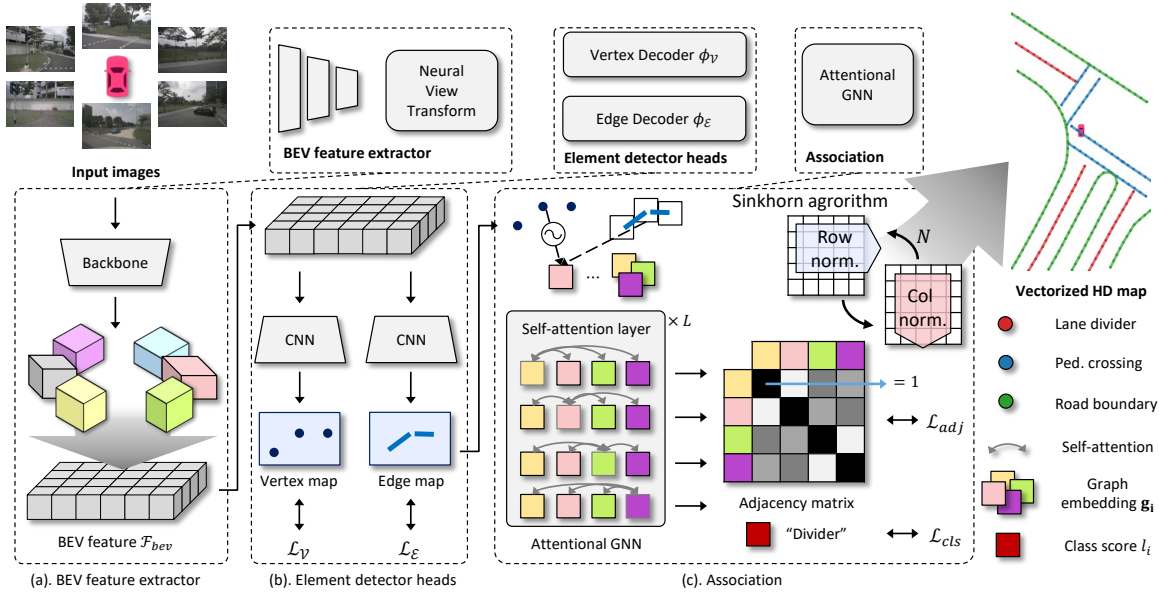 Input images
Neural
View
Transform
BEV feature extractor
Vertex Decoder ϕ𝒱
Edge Decoder ϕℰ
Element detector heads
Attentional
GNN
Association
Backbone
BEV feature ℱbev
(a). BEV feature extractor
CNN
CNN
Vertex map
Edge map
ℒ𝒱
ℒℰ
(b). Element detector heads
...
Self-attention layer
× L
Attentional GNN
Sinkhorn agrorithm
Row
norm.
N
Col
norm.
= 1
ℒadj
Adjacency matrix
“Divider”
ℒcls
(c). Association
Vectorized HD map
Lane divider
Ped. crossing
Road boundary
Self-attention
Graph
embedding gi
Class score li